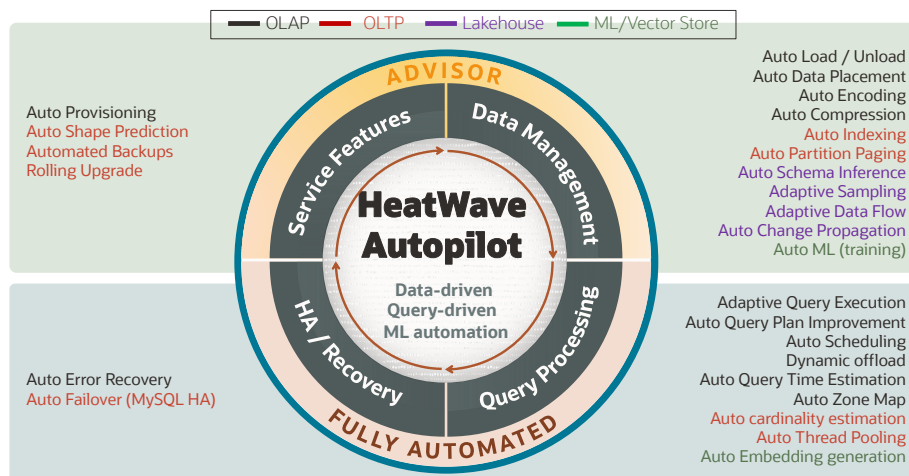 OLAP
OLTP
Lakehouse
ML/Vector Store
ADVISOR
Auto Provisioning
Auto Shape Prediction
Automated Backups
Rolling Upgrade
Service Features
Data Management
Auto Load / Unload
Auto Data Placement
Auto Encoding
Auto Compression
Auto Indexing
Auto Partition Paging
Auto Schema Inference
Adaptive Sampling
Adaptive Data Flow
Auto Change Propagation
Auto ML (training)
HeatWave
Autopilot
Data-driven
Query-driven
ML automation
Auto Error Recovery
Auto Failover (MySQL HA)
HA / Recovery
Query Processing
Adaptive Query Execution
Auto Query Plan Improvement
Auto Scheduling
Dynamic offload
Auto Query Time Estimation
Auto Zone Map
Auto cardinality estimation
Auto Thread Pooling
Auto Embedding generation
FULLY AUTOMATED